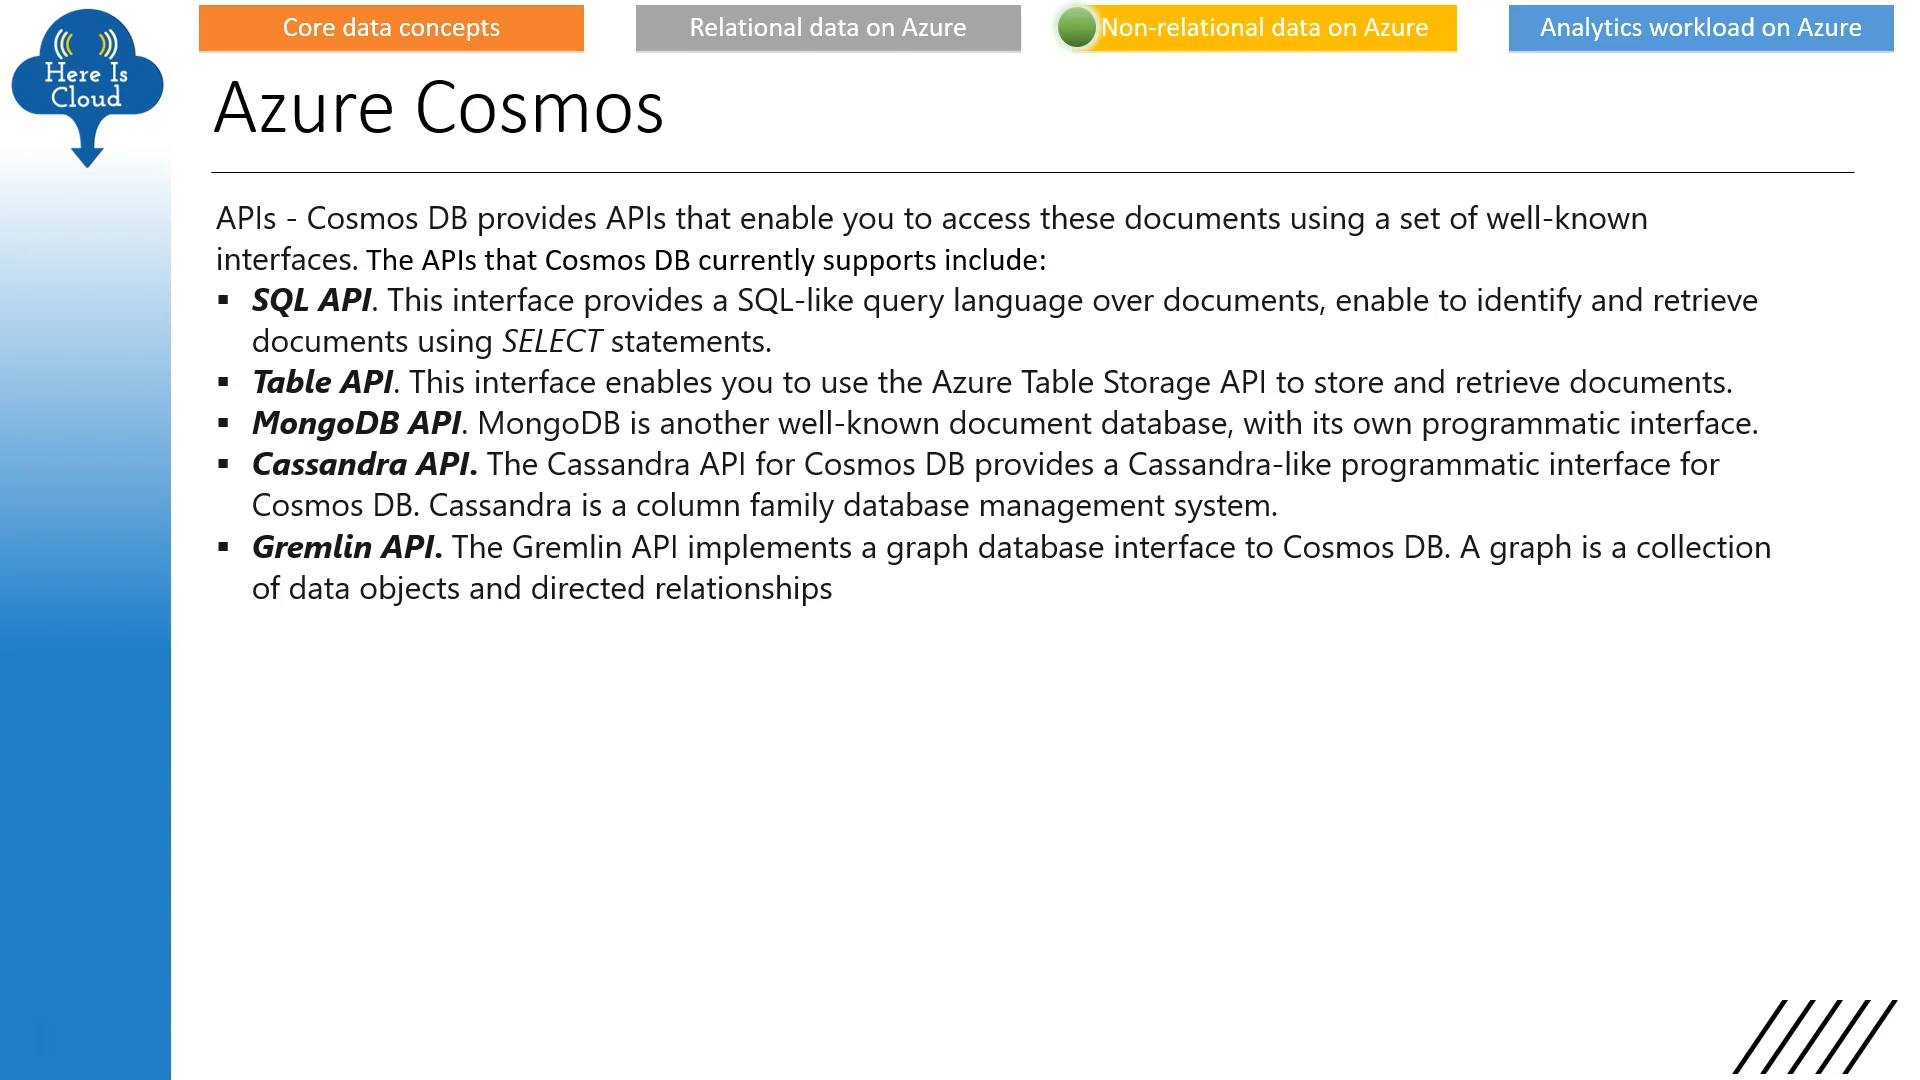 Core data concepts
Relational data on Azure
Non-relational data on Azure
Analytics workload on Azure
Here Is
Cloud
Azure Cosmos
APIs - Cosmos DB provides APIs that enable you to access these documents using a set of well-known
interfaces. The APIs that Cosmos DB currently supports include:
▪ SQL API. This interface provides a SQL-like query language over documents, enable to identify and retrieve
documents using SELECT statements.
▪ Table API. This interface enables you to use the Azure Table Storage API to store and retrieve documents.
▪ MongoDB API. MongoDB is another well-known document database, with its own programmatic interface.
▪ Cassandra API. The Cassandra API for Cosmos DB provides a Cassandra-like programmatic interface for
Cosmos DB. Cassandra is a column family database management system.
▪ Gremlin API. The Gremlin API implements a graph database interface to Cosmos DB. A graph is a collection
of data objects and directed relationships